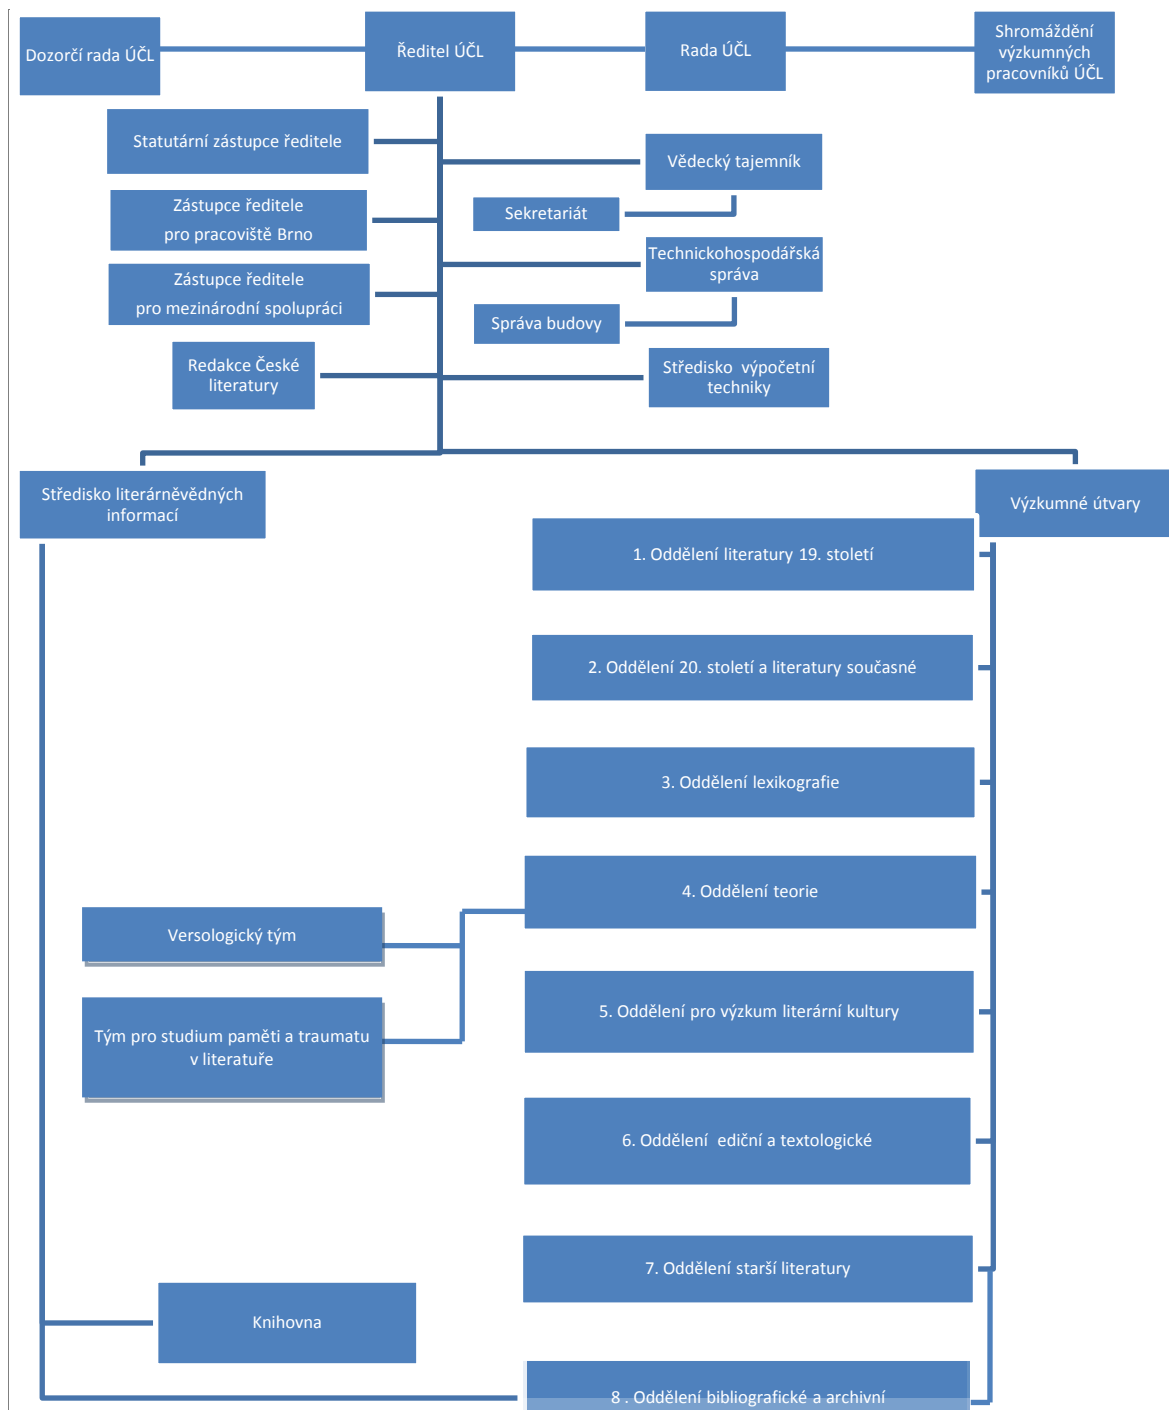 Dozorčí rada ÚČL
Ředitel ÚČL
Rada ÚČL
Shromáždění
výzkumných
pracovníků ÚČL
Statutární zástupce ředitele
Vědecký tajemník
Zástupce ředitele
pro pracoviště Brno
Sekretariát
Technickohospodářská
správa
Zástupce ředitele
pro mezinárodní spolupráci
Správa budovy
Redakce České
literatury
Středisko výpočetní
techniky
Středisko literárněvědných
informací
Výzkumné útvary
1. Oddělení literatury 19. století
2. Oddělení 20. století a literatury současné
3. Oddělení lexikografie
4. Oddělení teorie
Versologický tým
Tým pro studium paměti a traumatu
v literatuře
5. Oddělení pro výzkum literární kultury
6. Oddělení ediční a textologické
7. Oddělení starší literatury
Knihovna
8 . Oddělení bibliografické a archivní